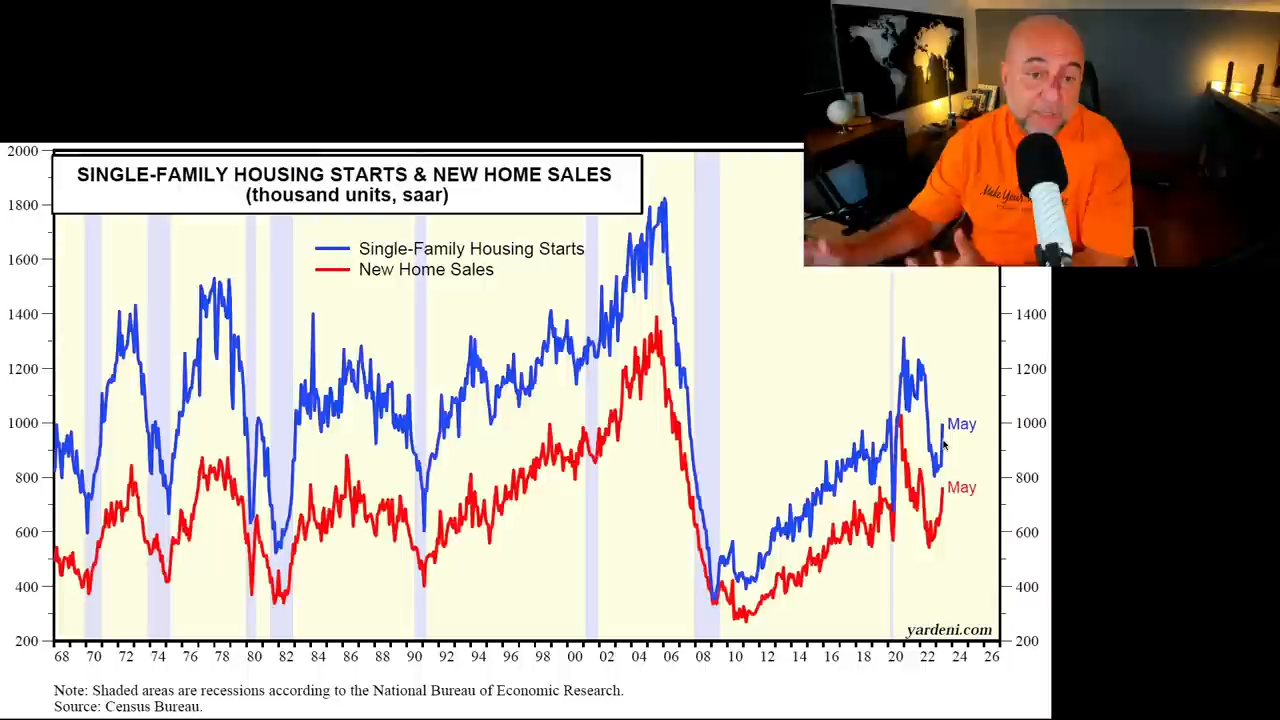 SINGLE-FAMILY HOUSING STARTS & NEW HOME SALES
(thousand units, saar)
Single-Family Housing Starts
New Home Sales
2000
1800
1600
1400
1200
1000
800
600
400
200
1400
1200
1000
800
600
400
200
May
May
yardeni.com
68 70 72 74 76 78 80 82 84 86 88 90 92 94 96 98 00 02 04 06 08 10 12 14 16 18 20 22 24 26
Note: Shaded areas are recessions according to the National Bureau of Economic Research.
Source: Census Bureau.
Make Your